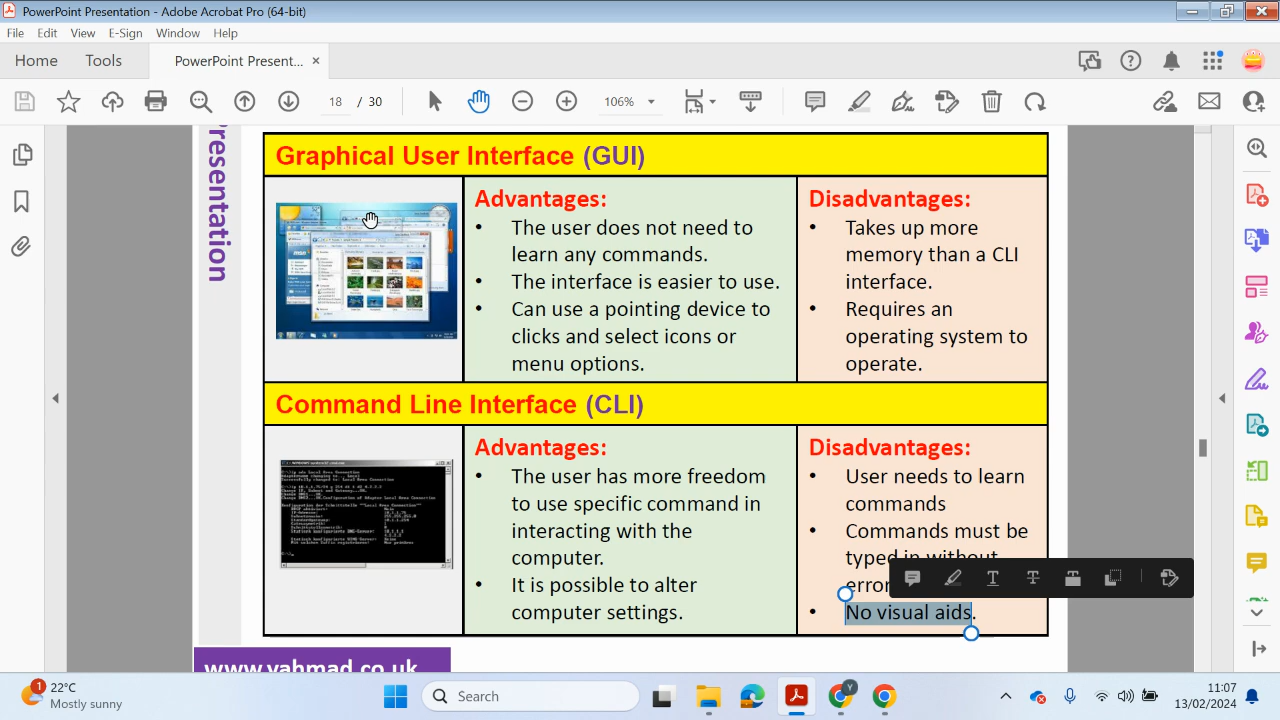 PowerPoint Presentation - Adobe Acrobat Pro (64-bit)
File Edit View E-Sign Window Help
Home Tools PowerPoint Present... ×
18 / 30 106%
Presentation
Graphical User Interface (GUI)
Advantages:
• The user does not need to
learn any commands.
• The interface is easier to use.
• Can use a pointing device to
clicks and select icons or
menu options.
Disadvantages:
• Takes up more
memory than a CLI
interface.
• Requires an
operating system to
operate.
Command Line Interface (CLI)
Advantages:
• The user has more freedom
to use specific command in
interacting with the
computer.
• It is possible to alter
computer settings.
Disadvantages:
• User needs to learn
commands
Commands must be
typed in without
error
• No visual aids.
www.yahmad.co.uk
1
22°C
Mostly sunny
Search
Y
11:07
13/02/2024